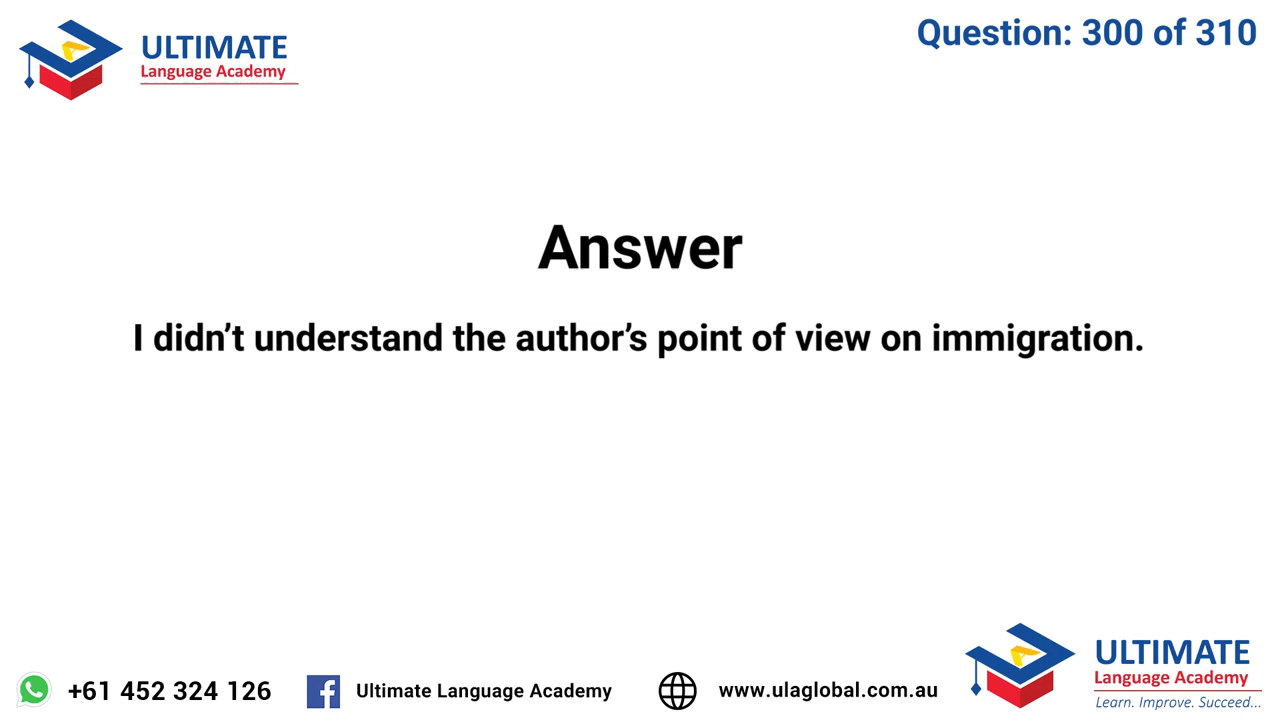 ULTIMATE
Language Academy
Question: 300 of 310
Answer
I didn’t understand the author’s point of view on immigration.
+61 452 324 126
Ultimate Language Academy
www.ulaglobal.com.au
ULTIMATE
Language Academy
Learn. Improve. Succeed...